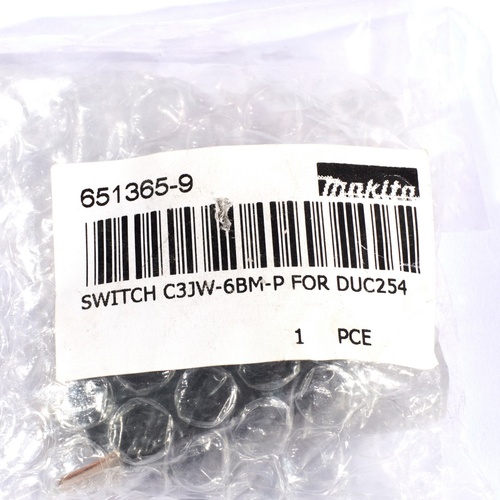 651365-9
Makita
SWITCH C3JW-6BM-P FOR DUC254
1 PCE